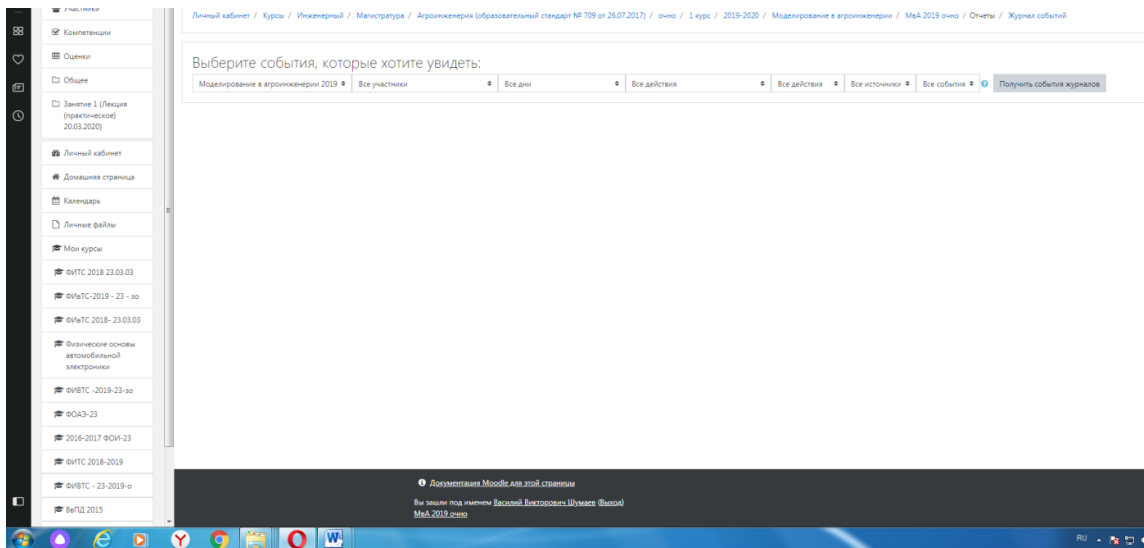 Участники
Компетенции
Оценки
Общее
Занятие 1 (Лекция
(практическое)
20.03.2020)
Личный кабинет
Домашняя страница
Календарь
Личные файлы
Мои курсы
ФИТС 2018 23.03.03
ФИвТС-2019 - 23 - зо
ФИвТС 2018- 23.03.03
Физические основы
автомобильной
электроники
ФИВТС -2019-23-зо
ФОАЭ-23
2016-2017 ФОИ-23
ФИТС 2018-2019
ФИВТС - 23-2019-о
ВвПД 2015
Личный кабинет / Курсы / Инженерный / Магистратура / Агроинженерия (образовательный стандарт № 709 от 26.07.2017) / очно / 1 курс / 2019-2020 / Моделирование в агроинженерии / МвА 2019 очно / Отчеты / Журнал событий
Выберите события, которые хотите увидеть:
Моделирование в агроинженерии 2019 Все участники Все дни Все действия Все действия Все источники Все события Получить события журналов
Документация Moodle для этой страницы
Вы зашли под именем Василий Викторович Шумаев (Выход)
МвА 2019 очно
RU